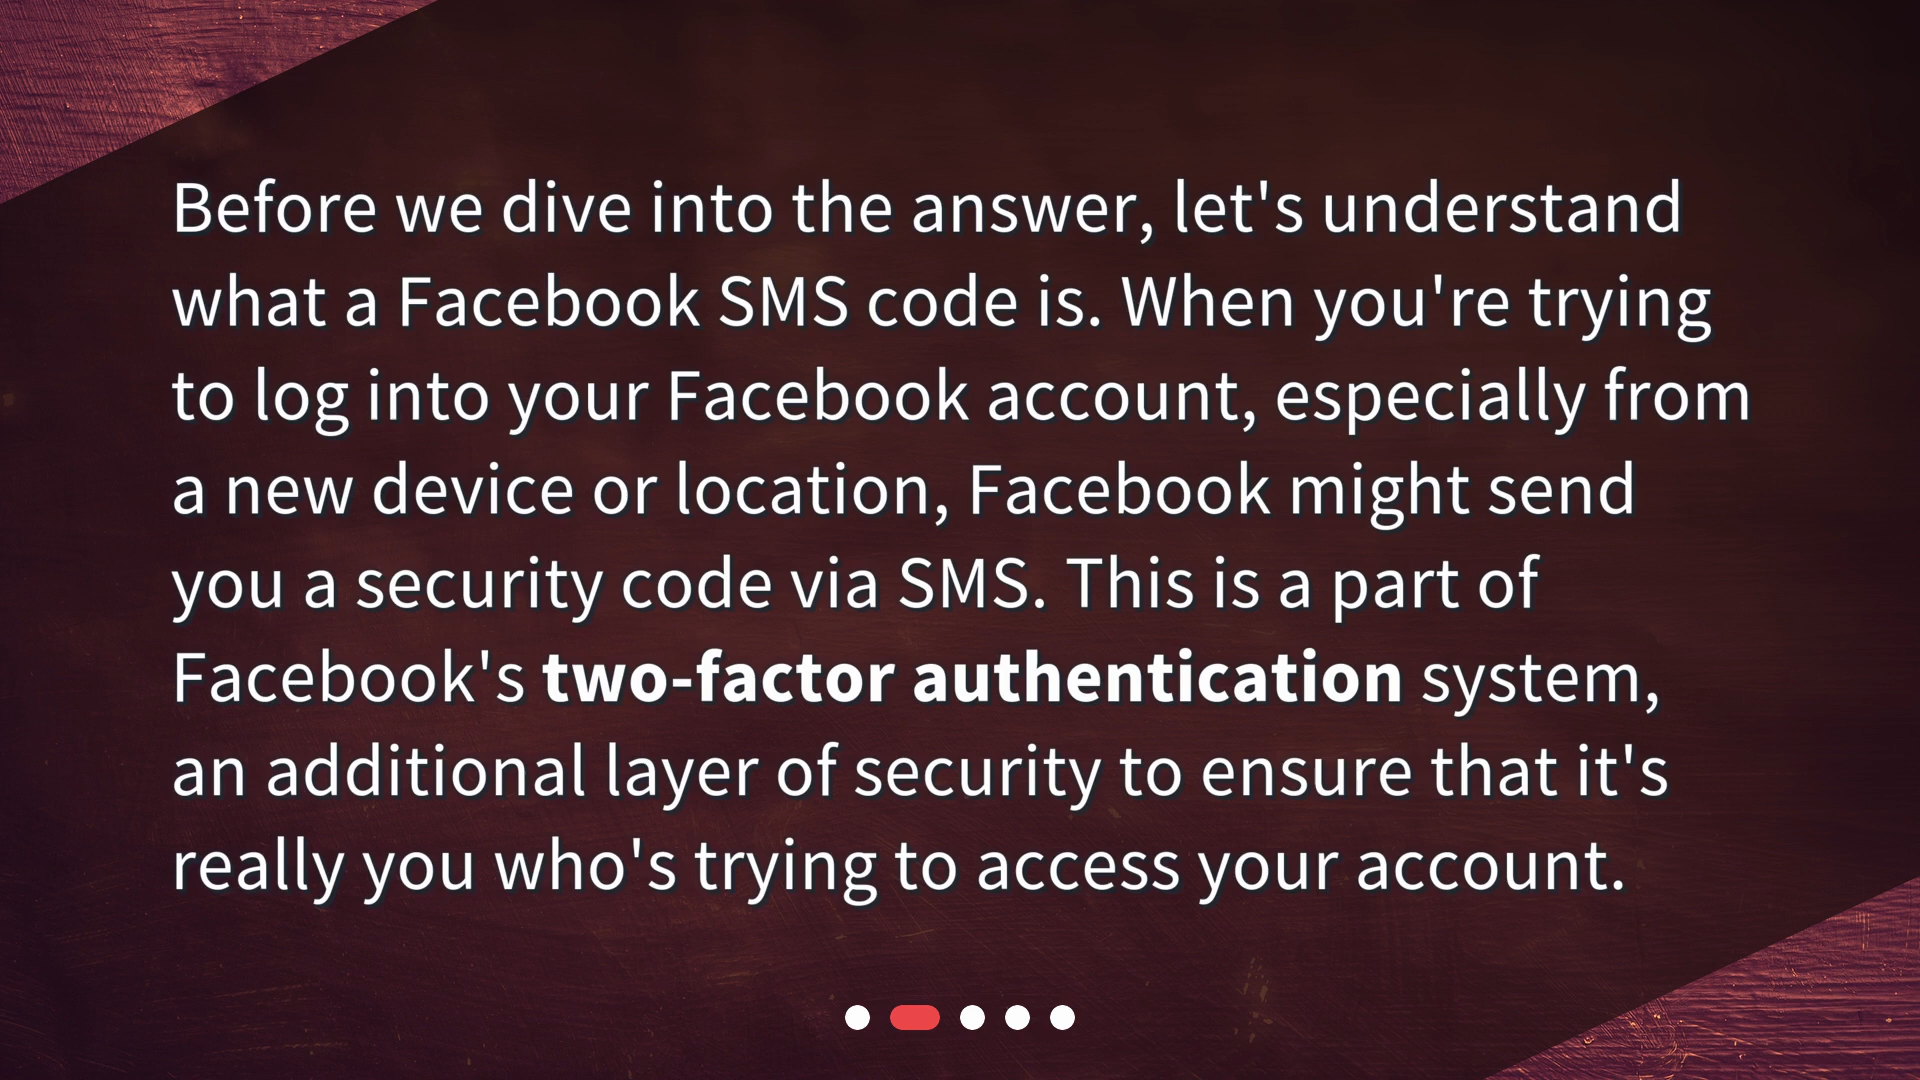 Before we dive into the answer, let's understand
what a Facebook SMS code is. When you're trying
to log into your Facebook account, especially from
a new device or location, Facebook might send
you a security code via SMS. This is a part of
Facebook's two-factor authentication system,
an additional layer of security to ensure that it's
really you who's trying to access your account.